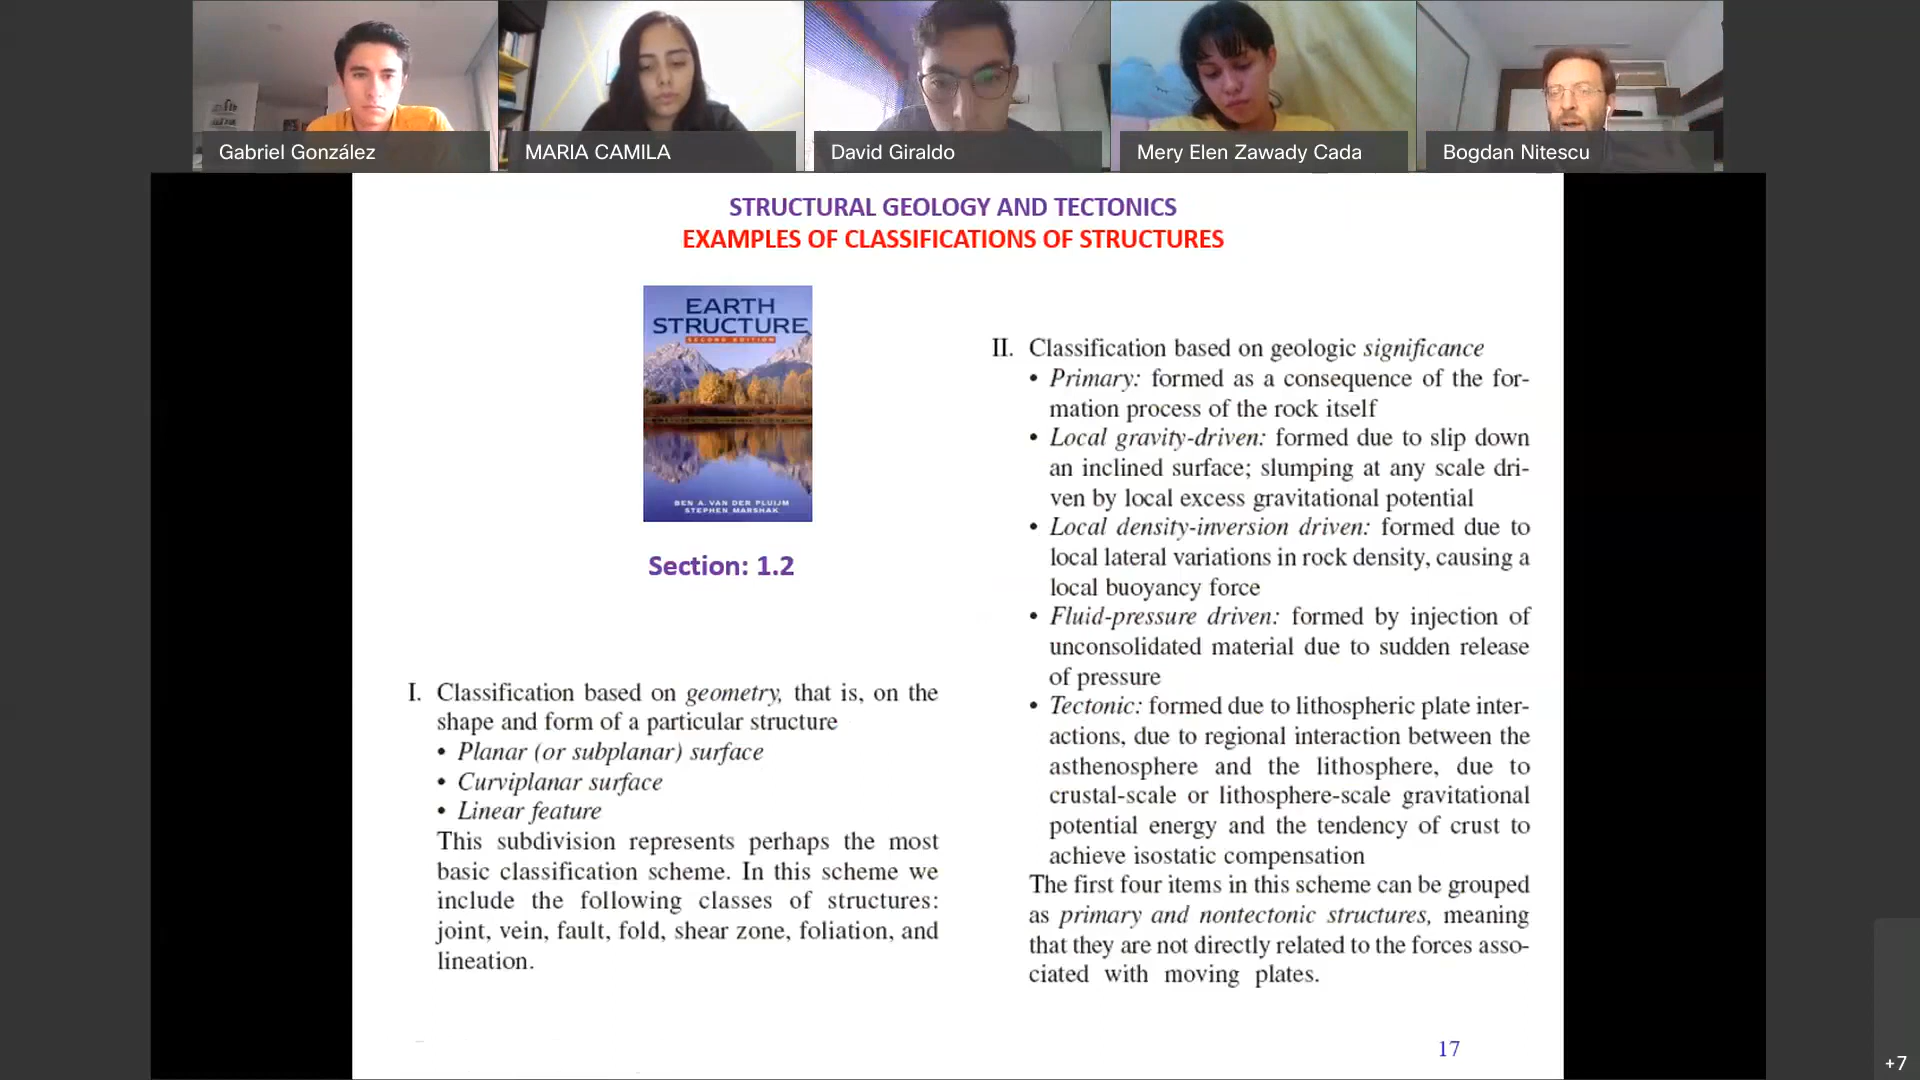 Gabriel González
MARIA CAMILA
David Giraldo
Mery Elen Zawady Cada
Bogdan Nitescu
STRUCTURAL GEOLOGY AND TECTONICS
EXAMPLES OF CLASSIFICATIONS OF STRUCTURES
EARTH
STRUCTURE
SECOND EDITION
BEN A. VAN DER PLUIJM
STEPHEN MARSHAK
Section: 1.2
I. Classification based on geometry, that is, on the
shape and form of a particular structure
• Planar (or subplanar) surface
• Curviplanar surface
• Linear feature
This subdivision represents perhaps the most
basic classification scheme. In this scheme we
include the following classes of structures:
joint, vein, fault, fold, shear zone, foliation, and
lineation.
II. Classification based on geologic significance
• Primary: formed as a consequence of the for-
mation process of the rock itself
• Local gravity-driven: formed due to slip down
an inclined surface; slumping at any scale dri-
ven by local excess gravitational potential
• Local density-inversion driven: formed due to
local lateral variations in rock density, causing a
local buoyancy force
• Fluid-pressure driven: formed by injection of
unconsolidated material due to sudden release
of pressure
• Tectonic: formed due to lithospheric plate inter-
actions, due to regional interaction between the
asthenosphere and the lithosphere, due to
crustal-scale or lithosphere-scale gravitational
potential energy and the tendency of crust to
achieve isostatic compensation
The first four items in this scheme can be grouped
as primary and nontectonic structures, meaning
that they are not directly related to the forces asso-
ciated with moving plates.
17
+7